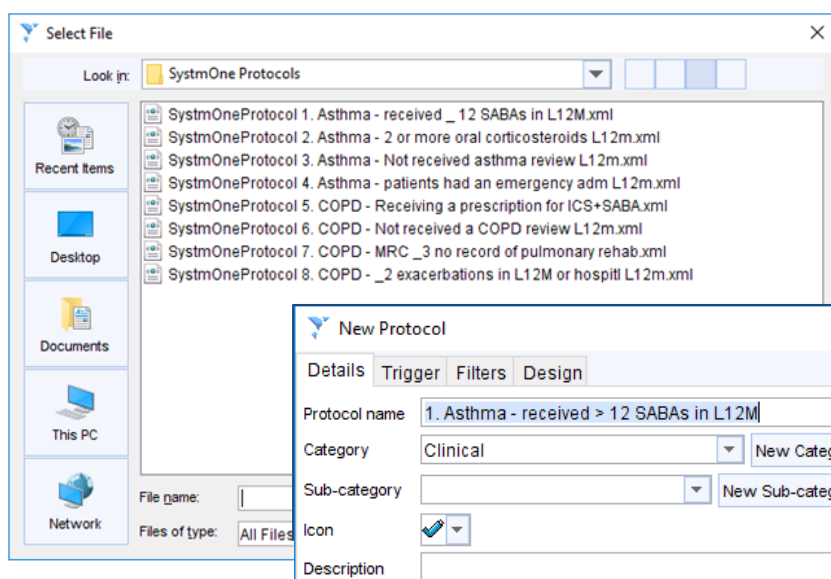 Select File
Look in: SystmOne Protocols
Recent Items
Desktop
Documents
This PC
Network
SystmOneProtocol 1. Asthma - received _ 12 SABAs in L12M.xml
SystmOneProtocol 2. Asthma - 2 or more oral corticosteroids L12m.xml
SystmOneProtocol 3. Asthma - Not received asthma review L12m.xml
SystmOneProtocol 4. Asthma - patients had an emergency adm L12m.xml
SystmOneProtocol 5. COPD - Receiving a prescription for ICS+SABA.xml
SystmOneProtocol 6. COPD - Not received a COPD review L12m.xml
SystmOneProtocol 7. COPD - MRC _3 no record of pulmonary rehab.xml
SystmOneProtocol 8. COPD - _2 exacerbations in L12M or hospitl L12m.xml
File name:
Files of type: All Files
New Protocol
Details Trigger Filters Design
Protocol name 1. Asthma - received > 12 SABAs in L12M
Category Clinical New Categ
Sub-category New Sub-categ
Icon
Description